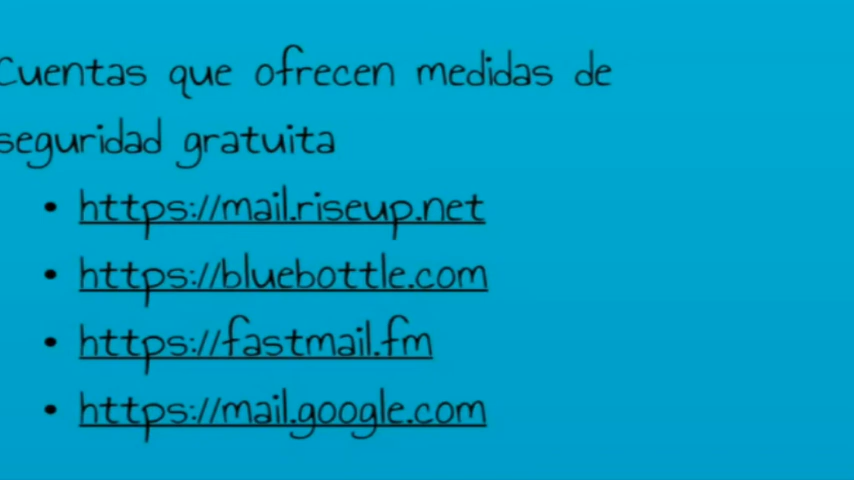 Cuentas que ofrecen medidas de
seguridad gratuita
• https://mail.riseup.net
• https://bluebottle.com
• https://fastmail.fm
• https://mail.google.com